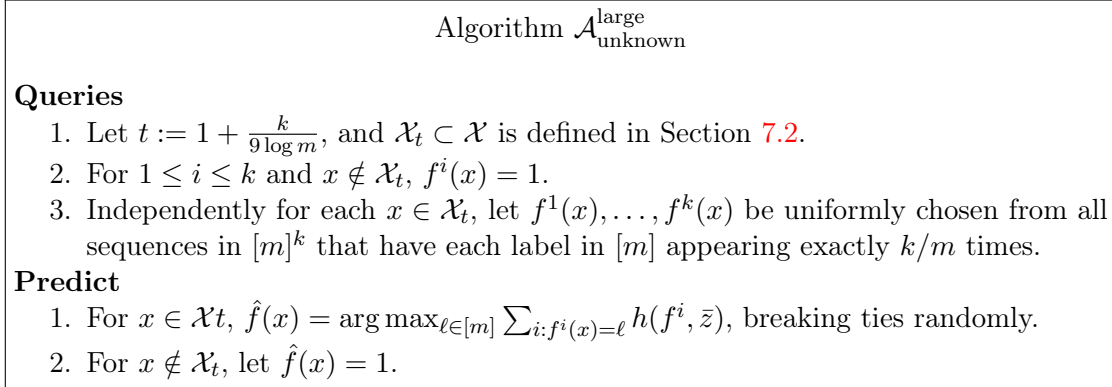 Algorithm $\mathcal{A}_{\text{unknown}}^{\text{large}}$
Queries
1. Let $t := 1 + \frac{k}{9 \log m}$, and $\mathcal{X}_t \subset \mathcal{X}$ is defined in Section 7.2.
2. For $1 \leq i \leq k$ and $x \notin \mathcal{X}_t$, $f^i(x) = 1$.
3. Independently for each $x \in \mathcal{X}_t$, let $f^1(x), \ldots, f^k(x)$ be uniformly chosen from all
sequences in $[m]^k$ that have each label in $[m]$ appearing exactly $k/m$ times.
Predict
1. For $x \in \mathcal{X}t$, $\hat{f}(x) = \arg\max_{\ell \in [m]} \sum_{i: f^i(x) = \ell} h(f^i, \bar{z})$, breaking ties randomly.
2. For $x \notin \mathcal{X}_t$, let $\hat{f}(x) = 1$.